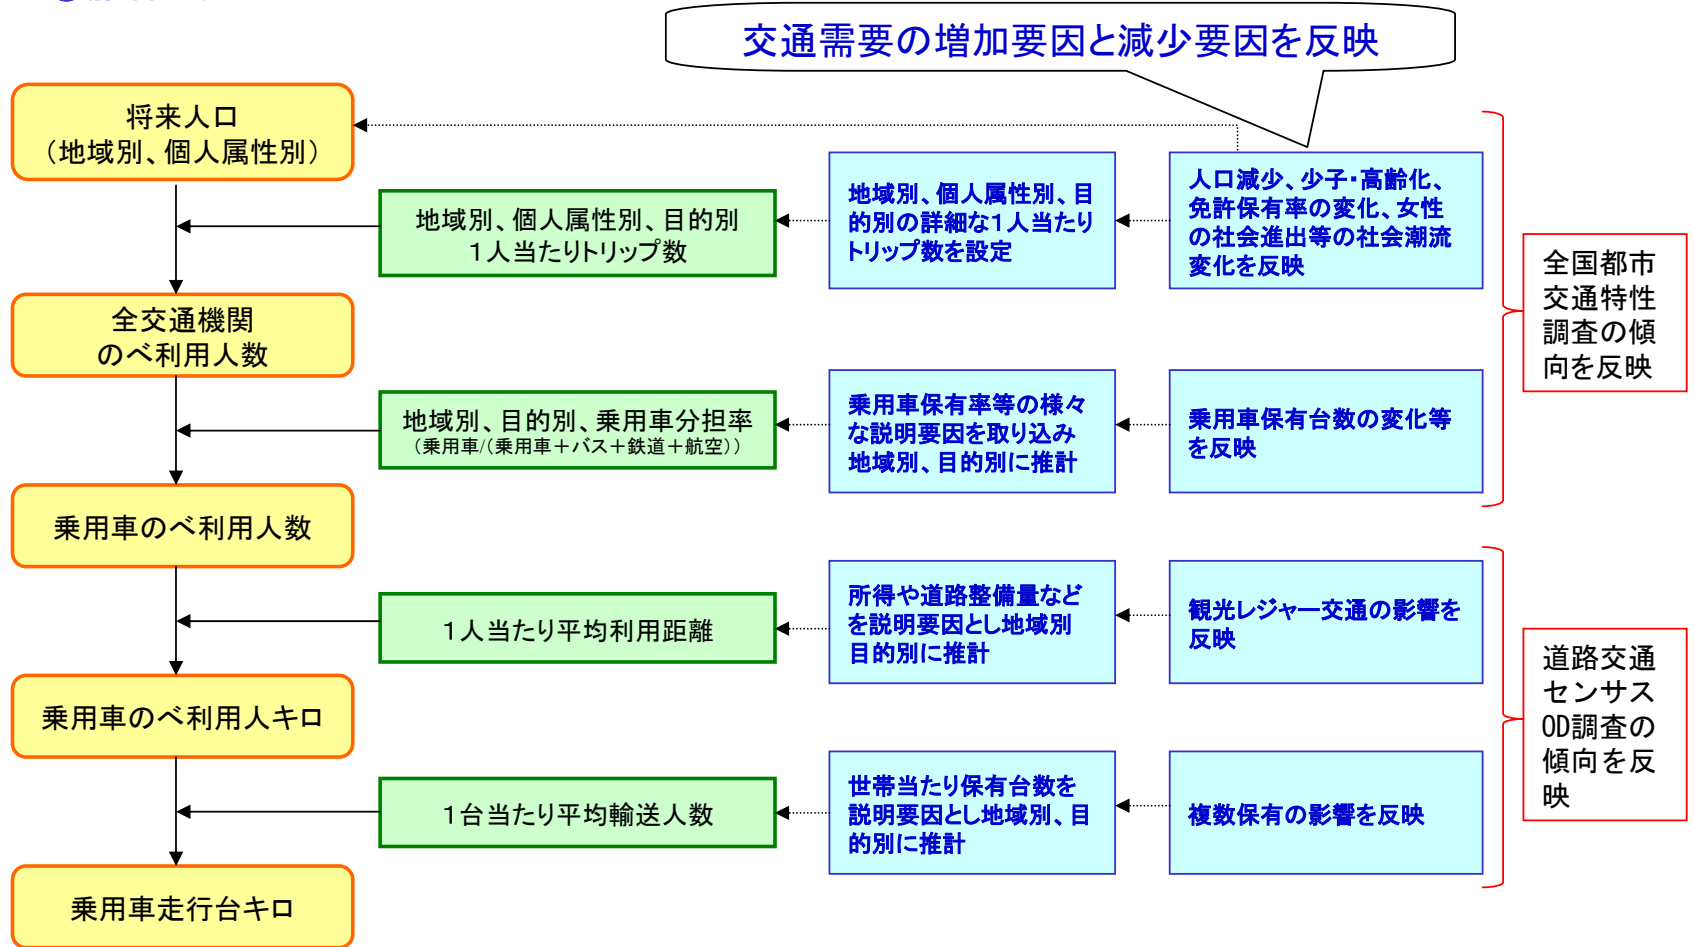 交通需要の増加要因と減少要因を反映
将来人口
（地域別、個人属性別）
地域別、個人属性別、目的別
1人当たりトリップ数
地域別、個人属性別、目
的別の詳細な1人当たり
トリップ数を設定
人口減少、少子・高齢化、
免許保有率の変化、女性
の社会進出等の社会潮流
変化を反映
全国都市
交通特性
調査の傾
向を反映
全交通機関
のべ利用人数
地域別、目的別、乗用車分担率
（乗用車/(乗用車＋バス＋鉄道＋航空)）
乗用車保有率等の様々
な説明要因を取り込み
地域別、目的別に推計
乗用車保有台数の変化等
を反映
乗用車のべ利用人数
1人当たり平均利用距離
所得や道路整備量など
を説明要因とし地域別
目的別に推計
観光レジャー交通の影響を
反映
道路交通
センサス
OD調査の
傾向を反
映
乗用車のべ利用人キロ
1台当たり平均輸送人数
世帯当たり保有台数を
説明要因とし地域別、目
的別に推計
複数保有の影響を反映
乗用車走行台キロ